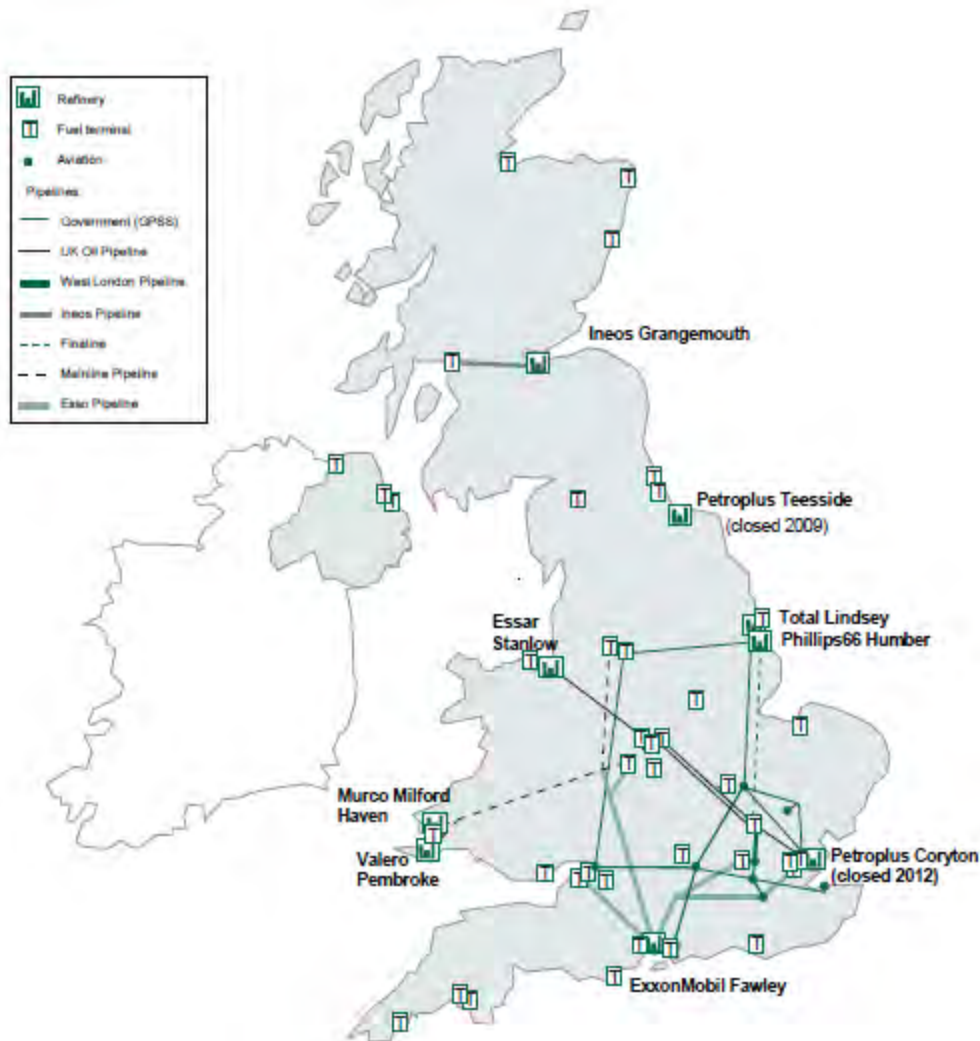 Refinery
Fuel terminal
Aviation
Pipelines:
Government (GPSS)
UK Oil Pipeline
West London Pipeline
Ineos Pipeline
Finaline
Mainline Pipeline
Esso Pipeline
Ineos Grangemouth
Petroplus Teesside
(closed 2009)
Total Lindsey
Phillips66 Humber
Essar
Stanlow
Murco Milford
Haven
Valero
Pembroke
Petroplus Coryton
(closed 2012)
ExxonMobil Fawley